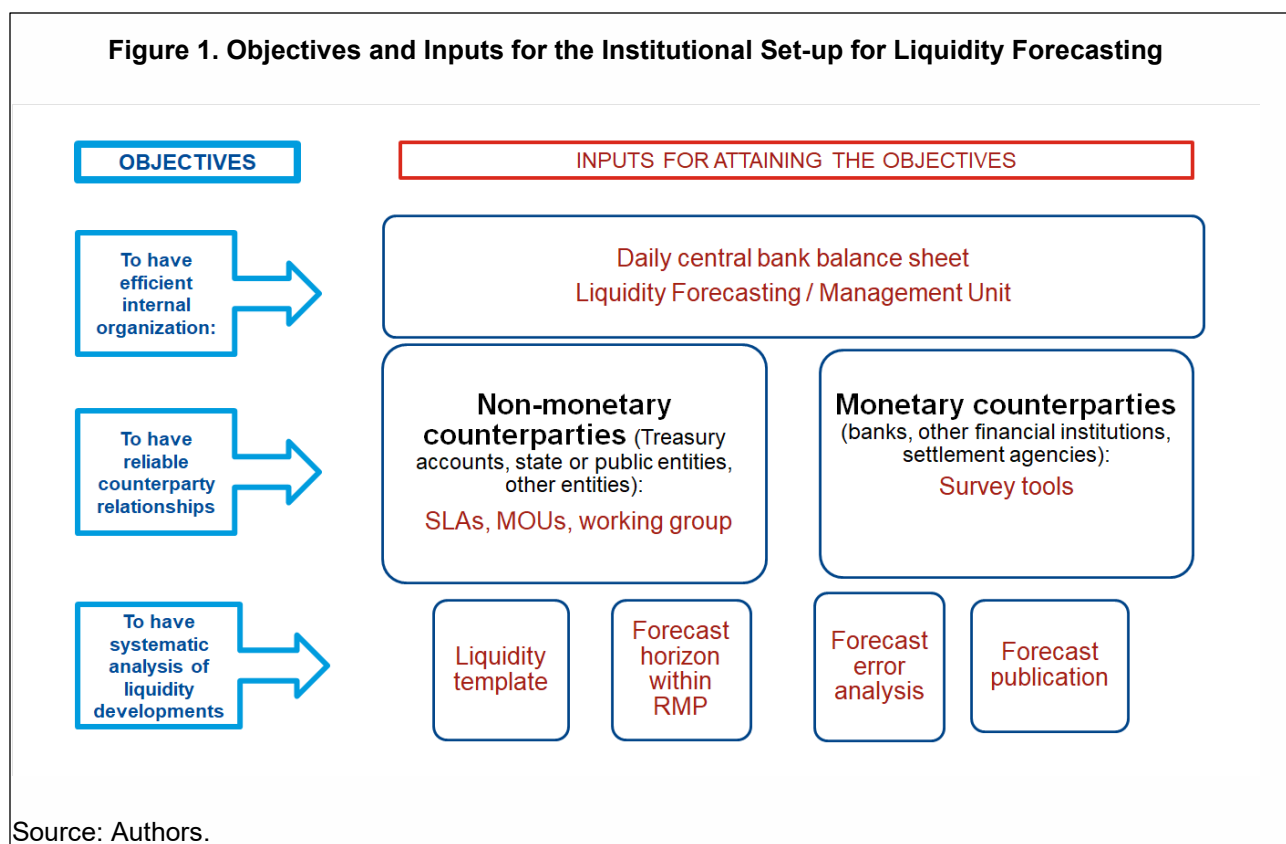 Figure 1. Objectives and Inputs for the Institutional Set-up for Liquidity Forecasting
OBJECTIVES
INPUTS FOR ATTAINING THE OBJECTIVES
To have
efficient
internal
organization:
Daily central bank balance sheet
Liquidity Forecasting / Management Unit
To have
reliable
counterparty
relationships
Non-monetary
counterparties (Treasury
accounts, state or public entities,
other entities):
SLAs, MOUs, working group
Monetary counterparties
(banks, other financial institutions,
settlement agencies):
Survey tools
To have
systematic
analysis of
liquidity
developments
Liquidity
template
Forecast
horizon
within
RMP
Forecast
error
analysis
Forecast
publication
Source: Authors.